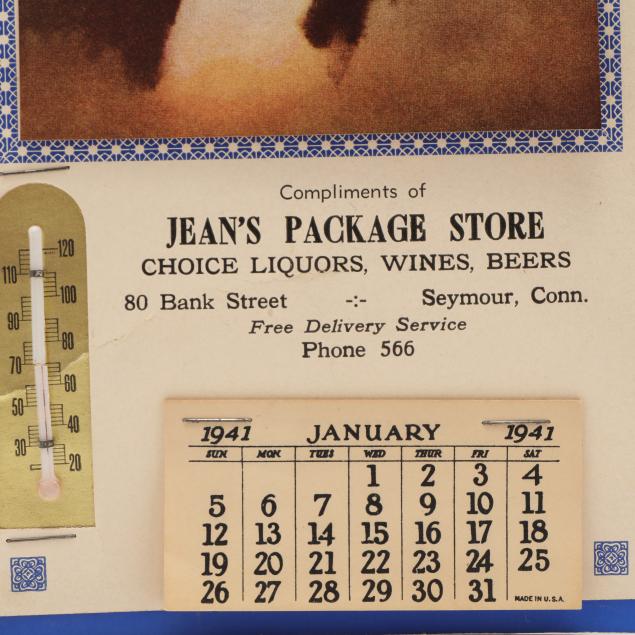 Compliments of
JEAN'S PACKAGE STORE
CHOICE LIQUORS, WINES, BEERS
80 Bank Street -:- Seymour, Conn.
Free Delivery Service
Phone 566
120
110
100
90
80
70
60
50
40
30
20
1941 JANUARY 1941
SUN MON TUES WED THUR FRI SAT
1 2 3 4
5 6 7 8 9 10 11
12 13 14 15 16 17 18
19 20 21 22 23 24 25
26 27 28 29 30 31 MADE IN U.S.A.